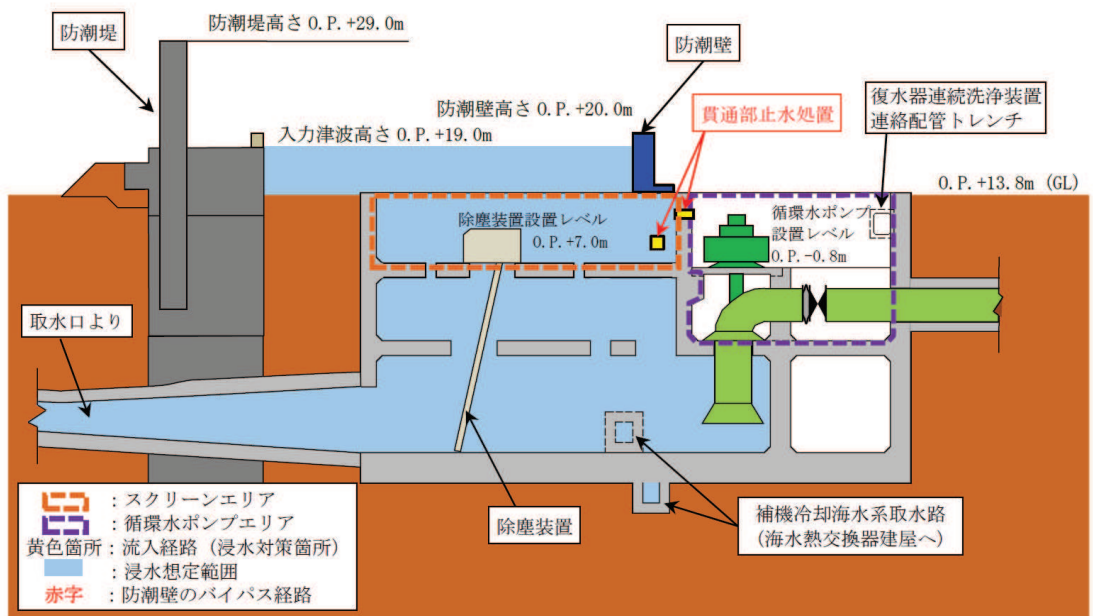 防潮堤高さ O.P.+29.0m
防潮堤
防潮壁
防潮壁高さ O.P.+20.0m
貫通部止水処置
復水器連続洗浄装置
連絡配管トレンチ
入力津波高さ O.P.+19.0m
O.P.+13.8m (GL)
除塵装置設置レベル
O.P.+7.0m
循環水ポンプ
設置レベル
O.P.-0.8m
取水口より
:スクリーンエリア
:循環水ポンプエリア
黄色箇所:流入経路(浸水対策箇所)
:浸水想定範囲
赤字:防潮壁のバイパス経路
除塵装置
補機冷却海水系取水路
(海水熱交換器建屋へ)